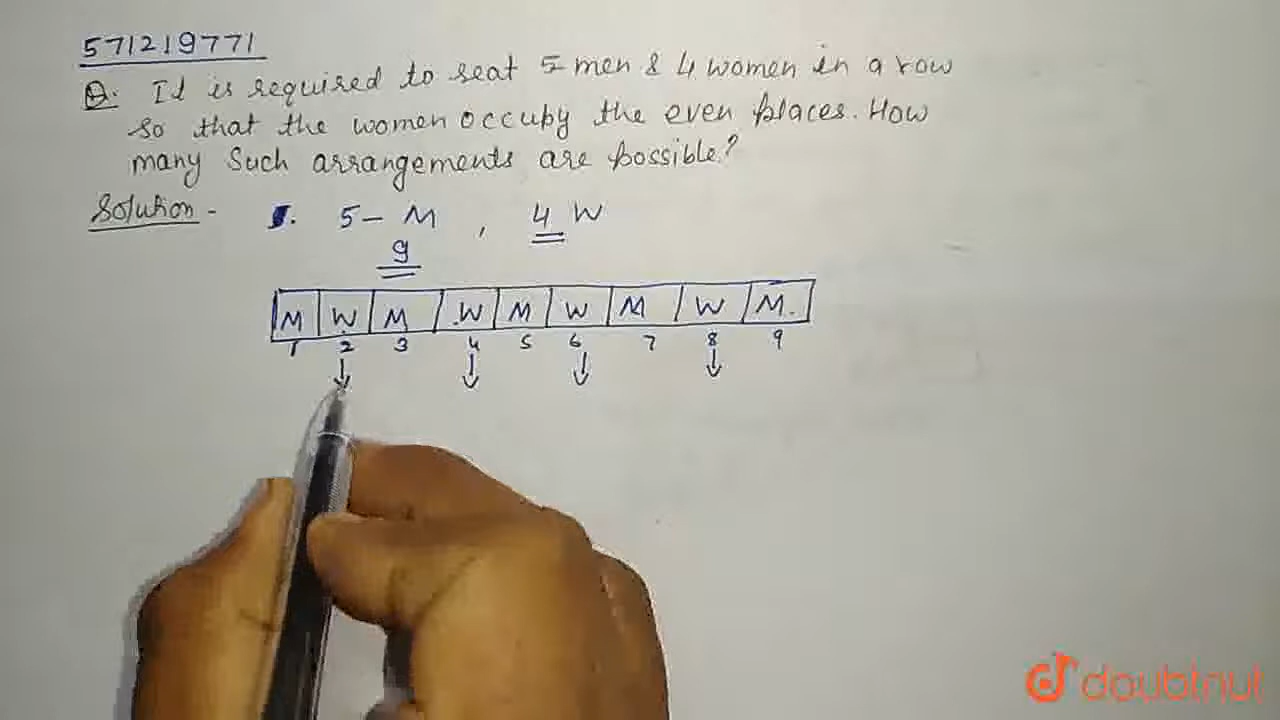 571219771
Q. It is required to seat 5 men & 4 women in a row
so that the women occupy the even places. How
many such arrangements are possible?
Solution - 5 - M , 4 W
9
M W M W M W M W M
1 2 3 4 5 6 7 8 9
doubtnut